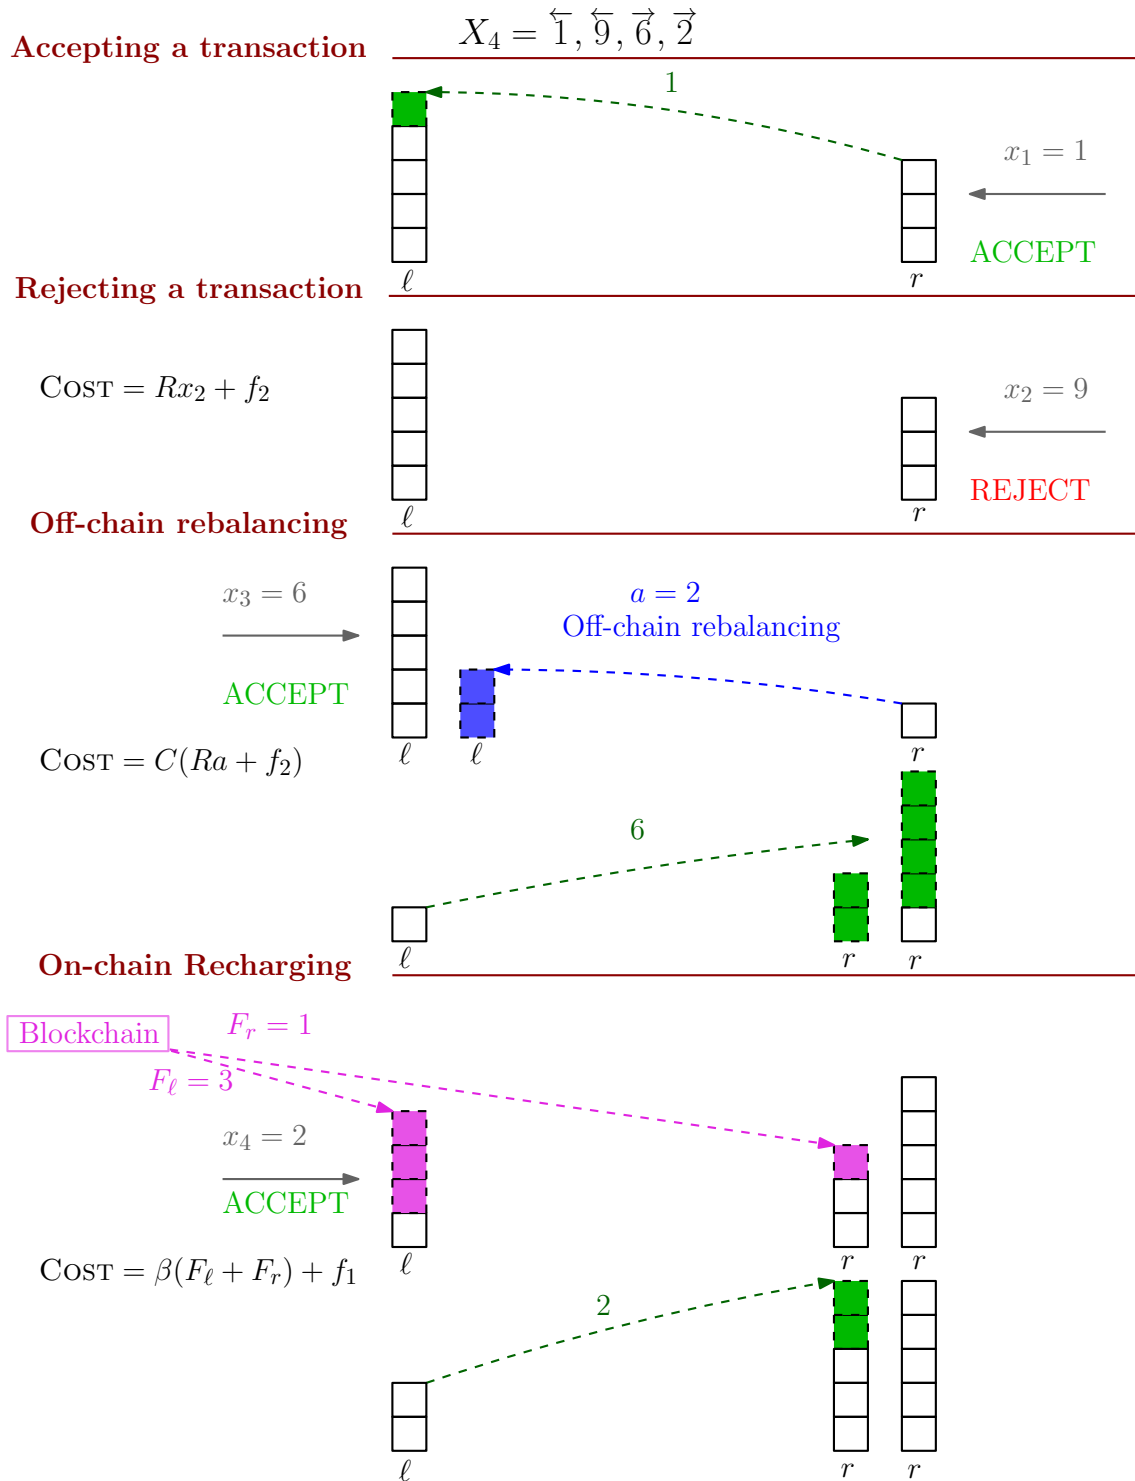 Accepting a transaction
X₄ = ←1, ←9, →6, →2
1
x₁ = 1
ACCEPT
ℓ
r
Rejecting a transaction
COST = Rx₂ + f₂
x₂ = 9
REJECT
ℓ
r
Off-chain rebalancing
x₃ = 6
a = 2
Off-chain rebalancing
ACCEPT
ℓ
ℓ
r
COST = C(Ra + f₂)
6
ℓ
r
r
On-chain Recharging
Blockchain
F_r = 1
F_ℓ = 3
x₄ = 2
ACCEPT
ℓ
r
r
COST = β(F_ℓ + F_r) + f₁
2
ℓ
r
r